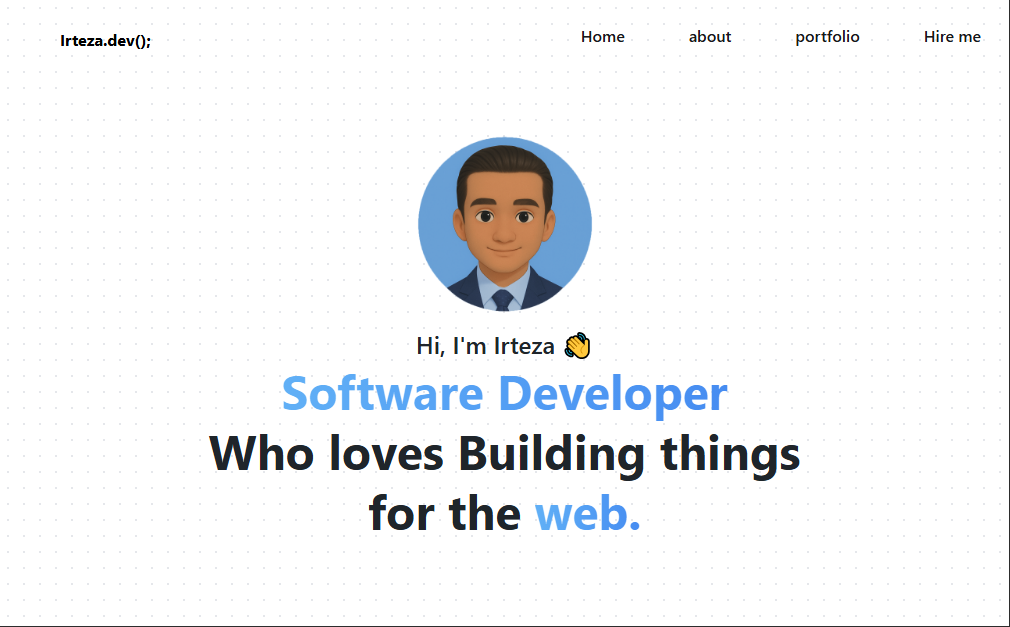 Irteza.dev();
Home
about
portfolio
Hire me
Hi, I'm Irteza 👋
Software Developer
Who loves Building things
for the web.